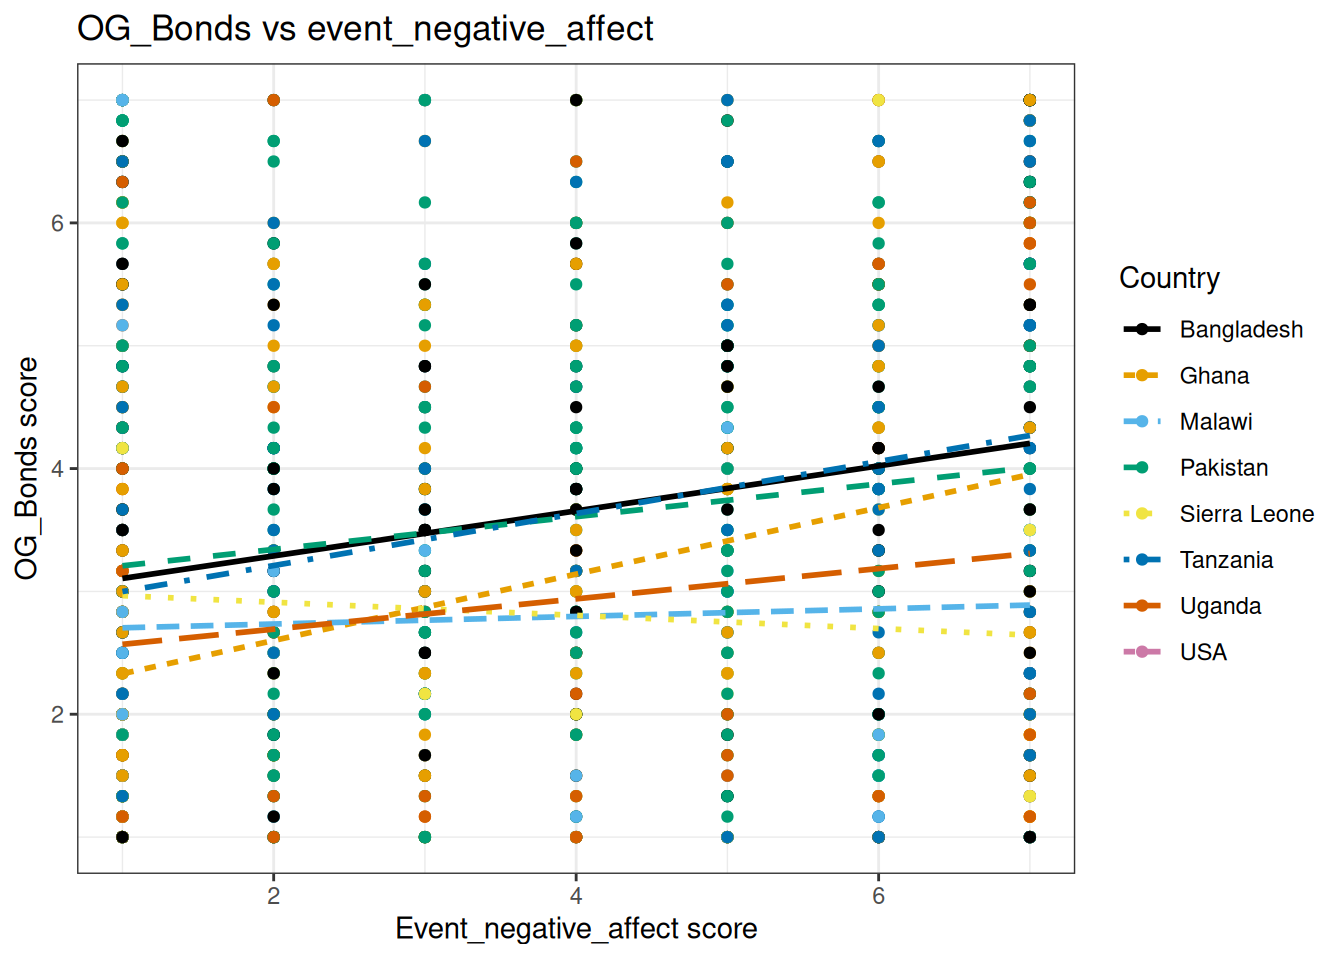 OG_Bonds vs event_negative_affect
OG_Bonds score
6
4
2
2
4
6
Event_negative_affect score
Country
Bangladesh
Ghana
Malawi
Pakistan
Sierra Leone
Tanzania
Uganda
USA